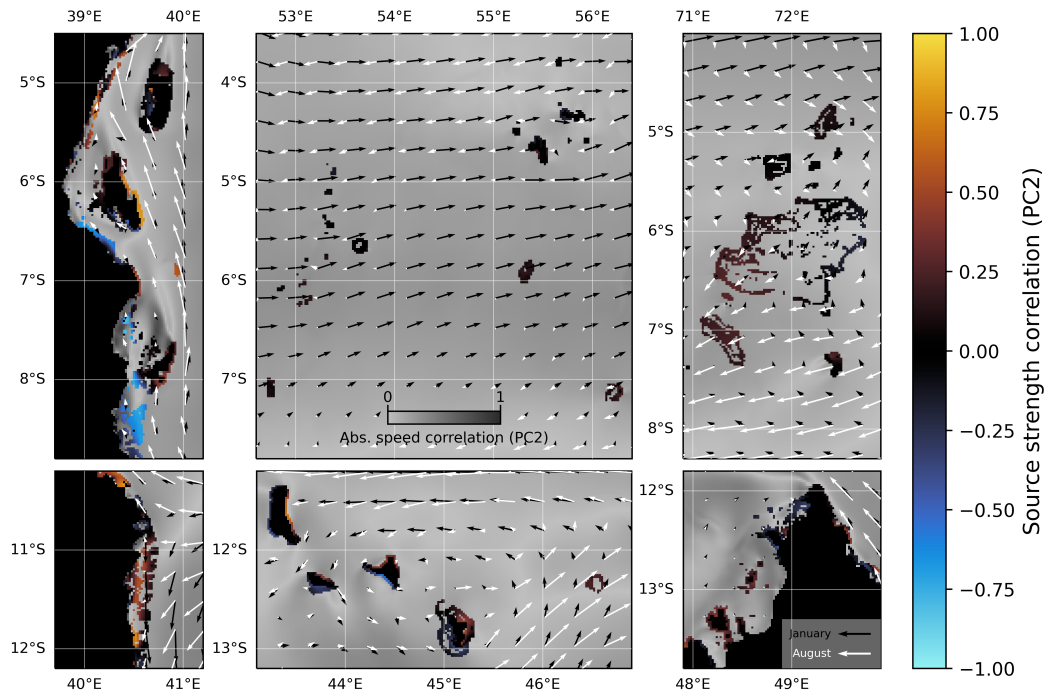 39°E 40°E 53°E 54°E 55°E 56°E 71°E 72°E
5°S 6°S 7°S 8°S
4°S 5°S 6°S 7°S
5°S 6°S 7°S 8°S
0 1
Abs. speed correlation (PC2)
11°S 12°S
12°S 13°S
12°S 13°S
January
August
40°E 41°E 44°E 45°E 46°E 48°E 49°E
1.00
0.75
0.50
0.25
0.00
−0.25
−0.50
−0.75
−1.00
Source strength correlation (PC2)